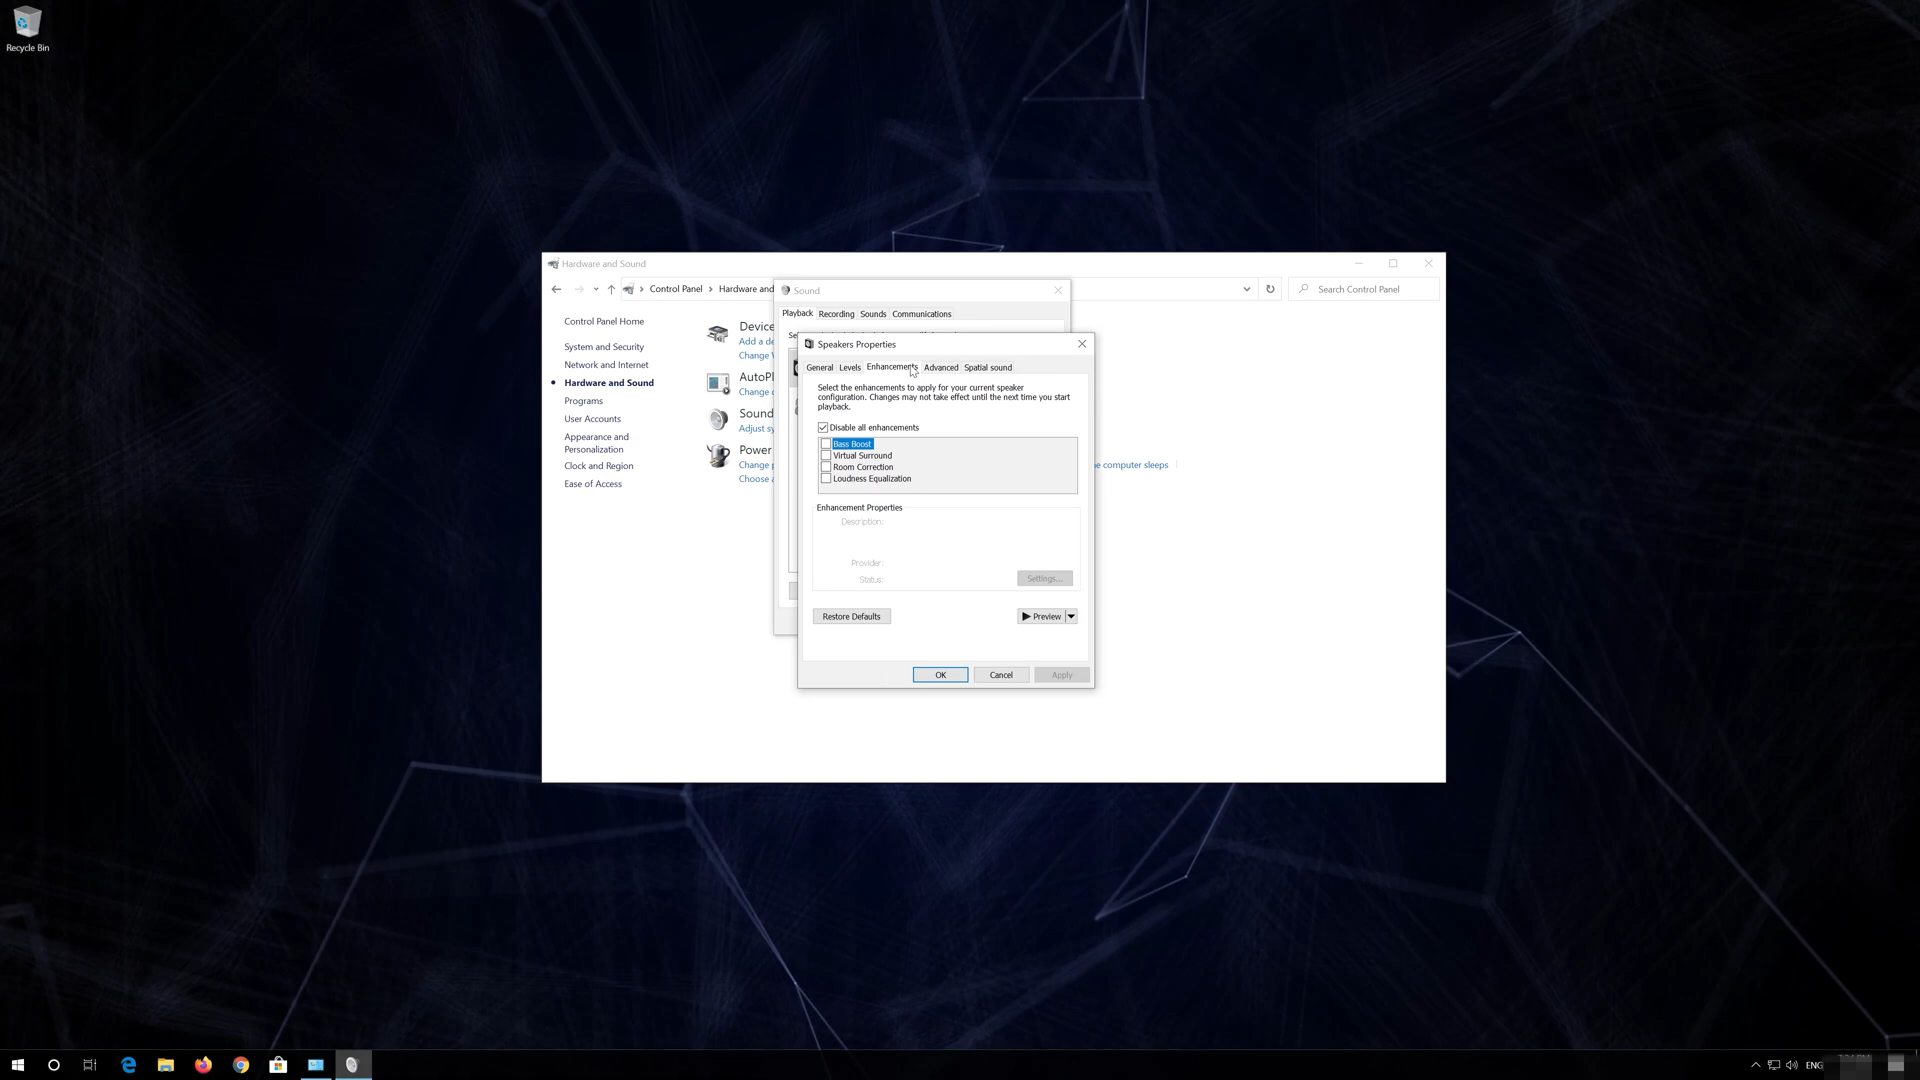 Recycle Bin
Hardware and Sound
Control Panel
Hardware and
Search Control Panel
Control Panel Home
System and Security
Network and Internet
Hardware and Sound
Programs
User Accounts
Appearance and
Personalization
Clock and Region
Ease of Access
Device
Add a de
Change
AutoPl
Change
Sound
Adjust sy
Power
Change
Choose
e computer sleeps
Sound
Playback Recording Sounds Communications
Se
Speakers Properties
General Levels Enhancements Advanced Spatial sound
Select the enhancements to apply for your current speaker
configuration. Changes may not take effect until the next time you start
playback.
Disable all enhancements
Bass Boost
Virtual Surround
Room Correction
Loudness Equalization
Enhancement Properties
Description:
Provider:
Status:
Settings...
Restore Defaults
Preview
OK
Cancel
Apply
ENG